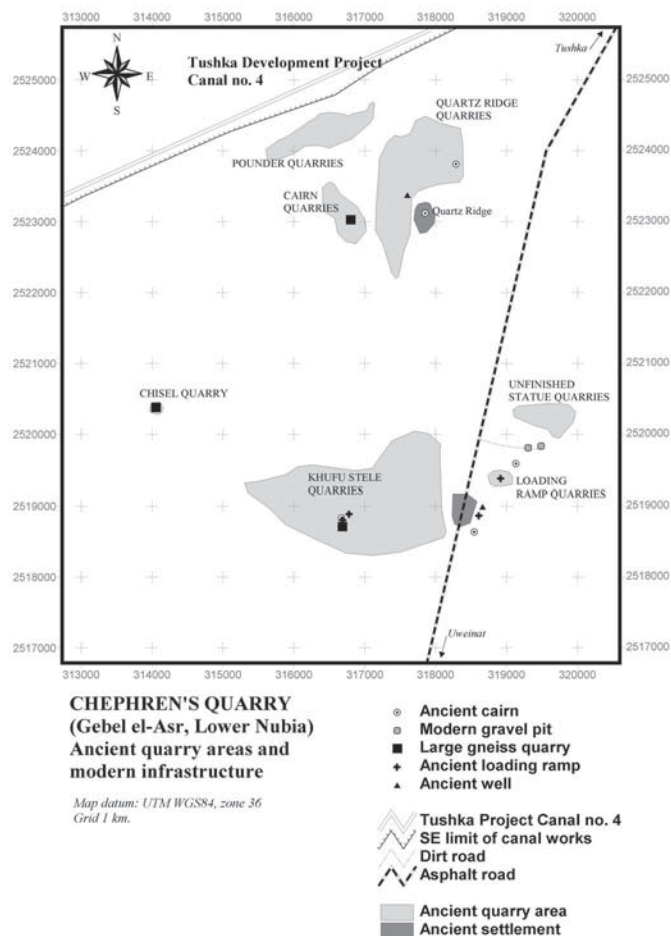 313000 314000 315000 316000 317000 318000 319000 320000
N
W E
S
Tushka Development Project
Canal no. 4
Tushka
2525000 2525000
QUARTZ RIDGE
QUARRIES
POUNDER QUARRIES
2524000 2524000
CAIRN
QUARRIES
Quartz Ridge
2523000 2523000
2522000 2522000
2521000 2521000
CHISEL QUARRY
UNFINISHED
STATUE QUARRIES
2520000 2520000
KHUFU STELE
QUARRIES
LOADING
RAMP QUARRIES
2519000 2519000
2518000 2518000
Uweinat
2517000 2517000
313000 314000 315000 316000 317000 318000 319000 320000
CHEPHREN'S QUARRY
(Gebel el-Asr, Lower Nubia)
Ancient quarry areas and
modern infrastructure
Map datum: UTM WGS84, zone 36
Grid 1 km.
Ancient cairn
Modern gravel pit
Large gneiss quarry
Ancient loading ramp
Ancient well
Tushka Project Canal no. 4
SE limit of canal works
Dirt road
Asphalt road
Ancient quarry area
Ancient settlement